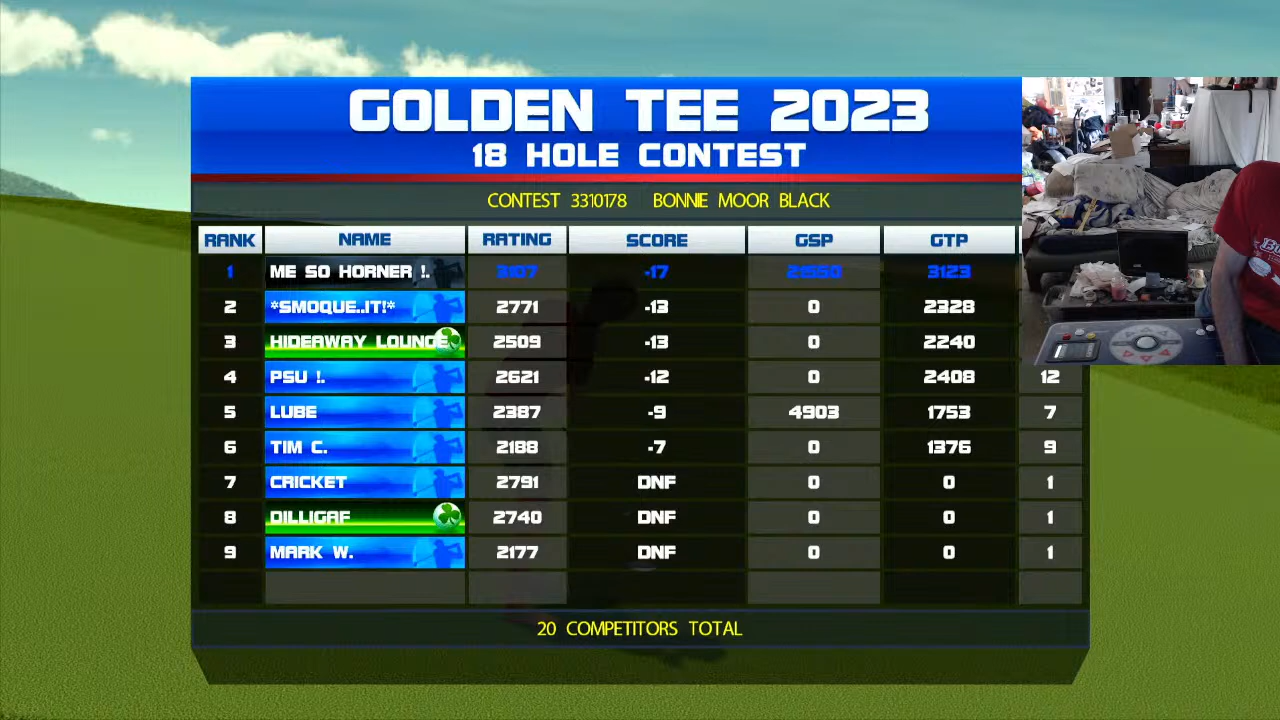 GOLDEN TEE 2023
18 HOLE CONTEST
CONTEST 3310178 BONNIE MOOR BLACK
RANK NAME RATING SCORE GSP GTP
1 ME SO HORNER !. 3107 -17 21550 3123
2 *SMOQUE..IT!* 2771 -13 0 2328
3 HIDEAWAY LOUNGE 2509 -13 0 2240
4 PSU !. 2621 -12 0 2408 12
5 LUBE 2387 -9 4903 1753 7
6 TIM C. 2188 -7 0 1376 9
7 CRICKET 2791 DNF 0 0 1
8 DILLIGAF 2740 DNF 0 0 1
9 MARK W. 2177 DNF 0 0 1
20 COMPETITORS TOTAL